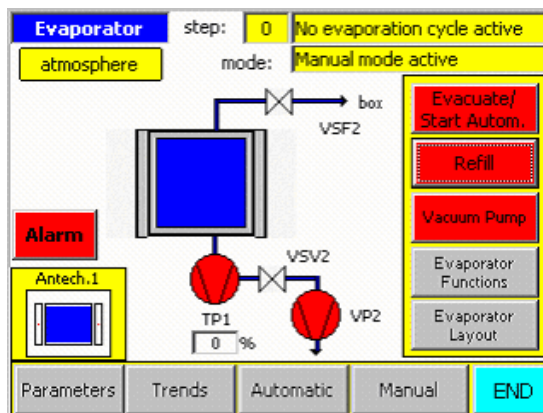 Evaporator
step:
0
No evaporation cycle active
atmosphere
mode:
Manual mode active
box
VSF2
Evacuate/
Start Autom.
Refill
Vacuum Pump
Alarm
VSV2
Evaporator
Functions
Antech.1
TP1
VP2
0 %
Evaporator
Layout
Parameters
Trends
Automatic
Manual
END